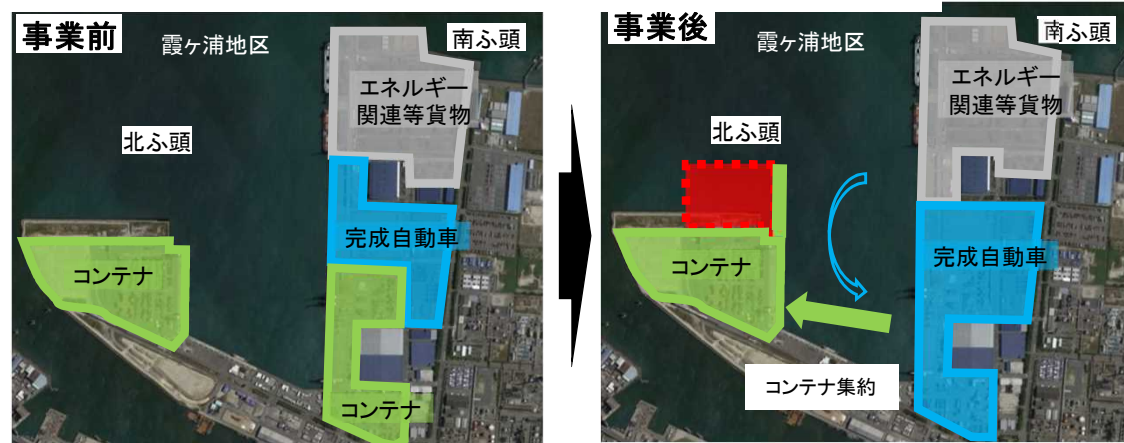 事業前
霞ヶ浦地区
南ふ頭
エネルギー
関連等貨物
北ふ頭
完成自動車
コンテナ
コンテナ
事業後
霞ヶ浦地区
南ふ頭
エネルギー
関連等貨物
北ふ頭
コンテナ
完成自動車
コンテナ集約